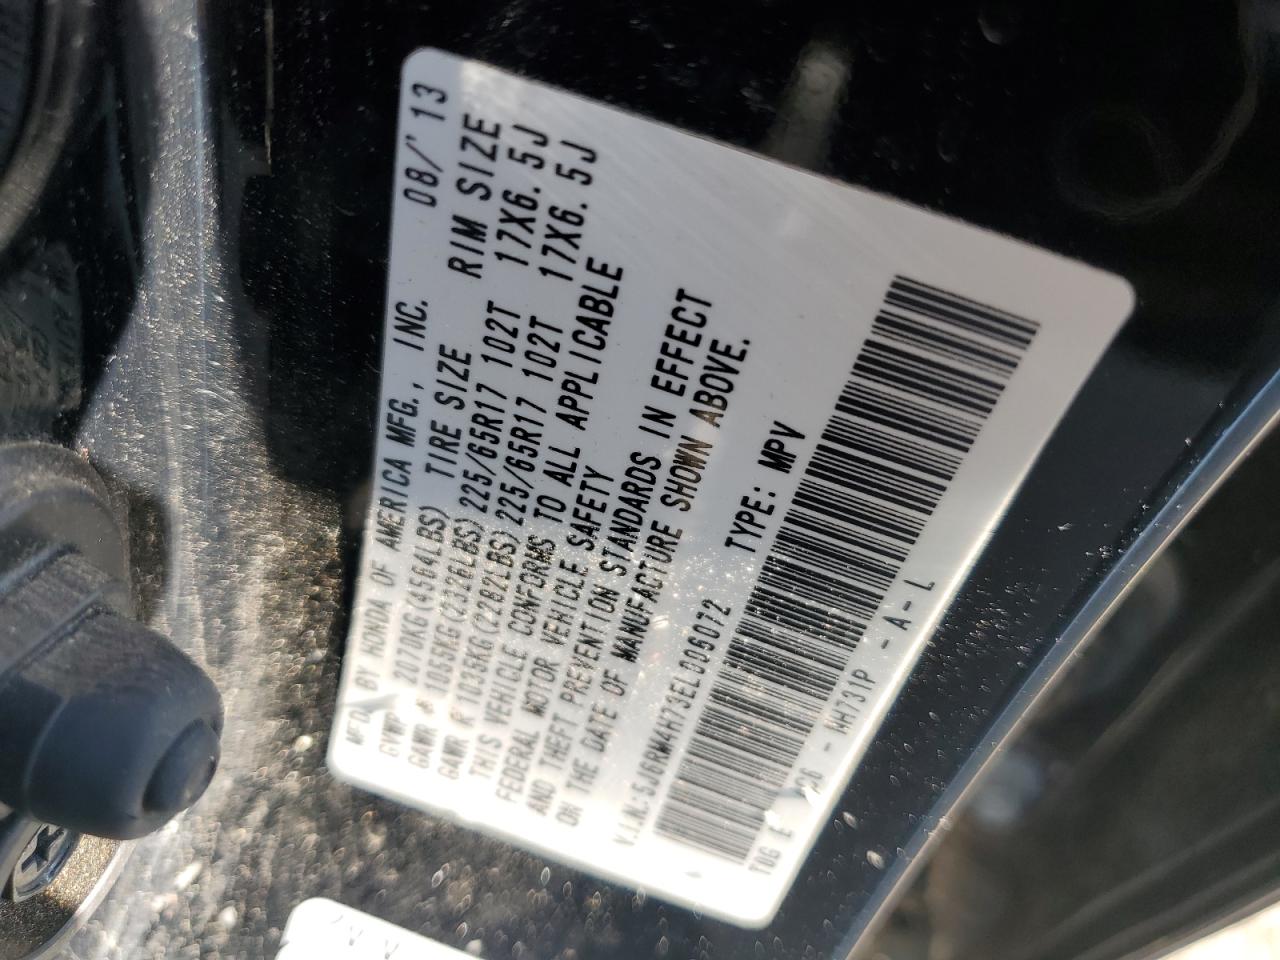 MFD. BY HONDA OF AMERICA MFG., INC. 08/'13
GVWR 2070KG(4564LBS) TIRE SIZE RIM SIZE
GAWR F 1055KG(2326LBS) 225/65R17 102T 17X6.5J
GAWR R 1035KG(2282LBS) 225/65R17 102T 17X6.5J
THIS VEHICLE CONFORMS TO ALL APPLICABLE
FEDERAL MOTOR VEHICLE SAFETY
AND THEFT PREVENTION STANDARDS IN EFFECT
ON THE DATE OF MANUFACTURE SHOWN ABOVE.
V.I.N.:5J6RM4H73EL006072 TYPE: MPV
NH731P - A- L